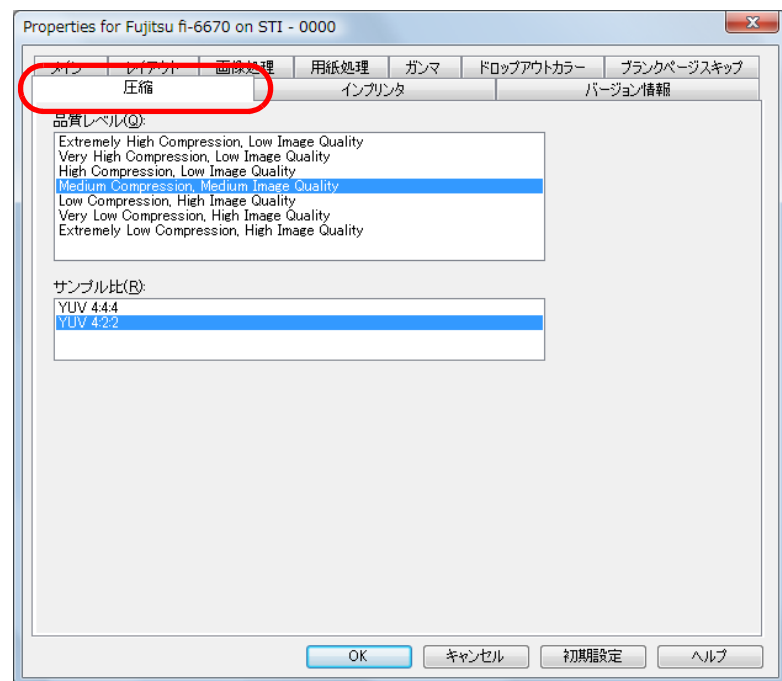 Properties for Fujitsu fi-6670 on STI - 0000
メイン レイアウト 画像処理 用紙処理 ガンマ ドロップアウトカラー ブランクページスキップ
圧縮 インプリンタ バージョン情報
品質レベル(Q):
Extremely High Compression, Low Image Quality
Very High Compression, Low Image Quality
High Compression, Low Image Quality
Medium Compression, Medium Image Quality
Low Compression, High Image Quality
Very Low Compression, High Image Quality
Extremely Low Compression, High Image Quality
サンプル比(R):
YUV 4:4:4
YUV 4:2:2
OK キャンセル 初期設定 ヘルプ